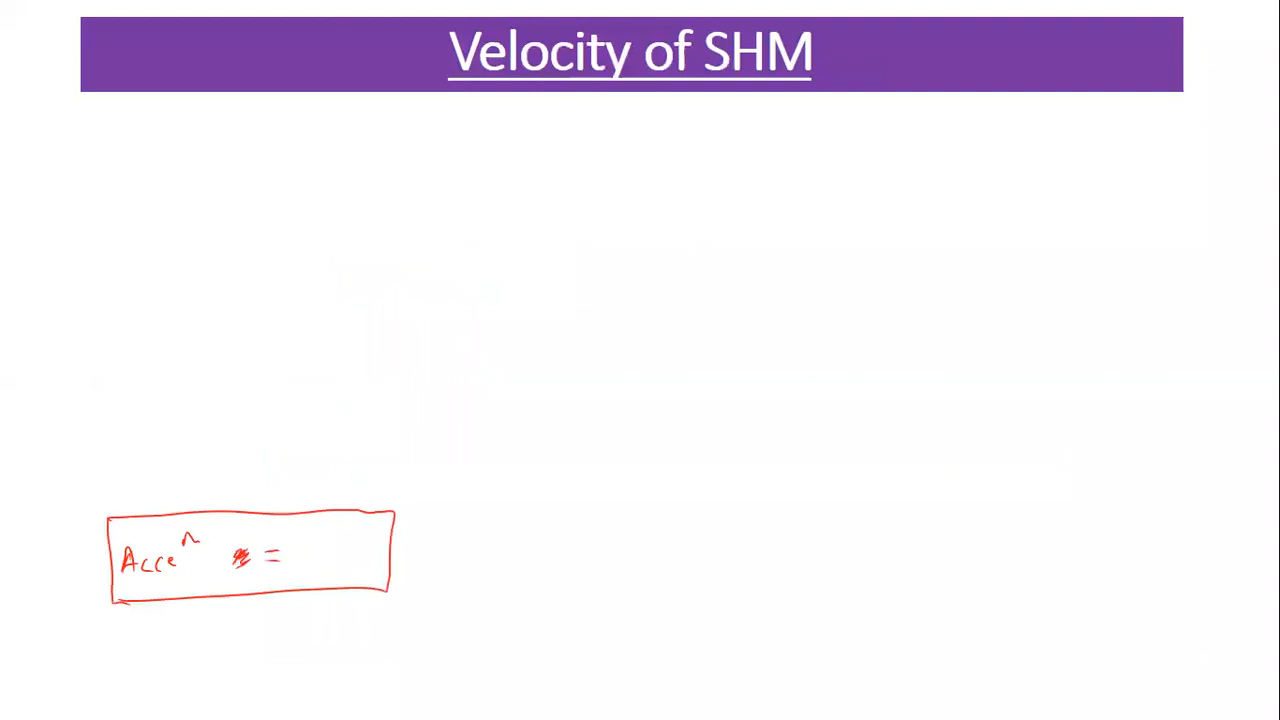 Velocity of SHM
Acceⁿ =